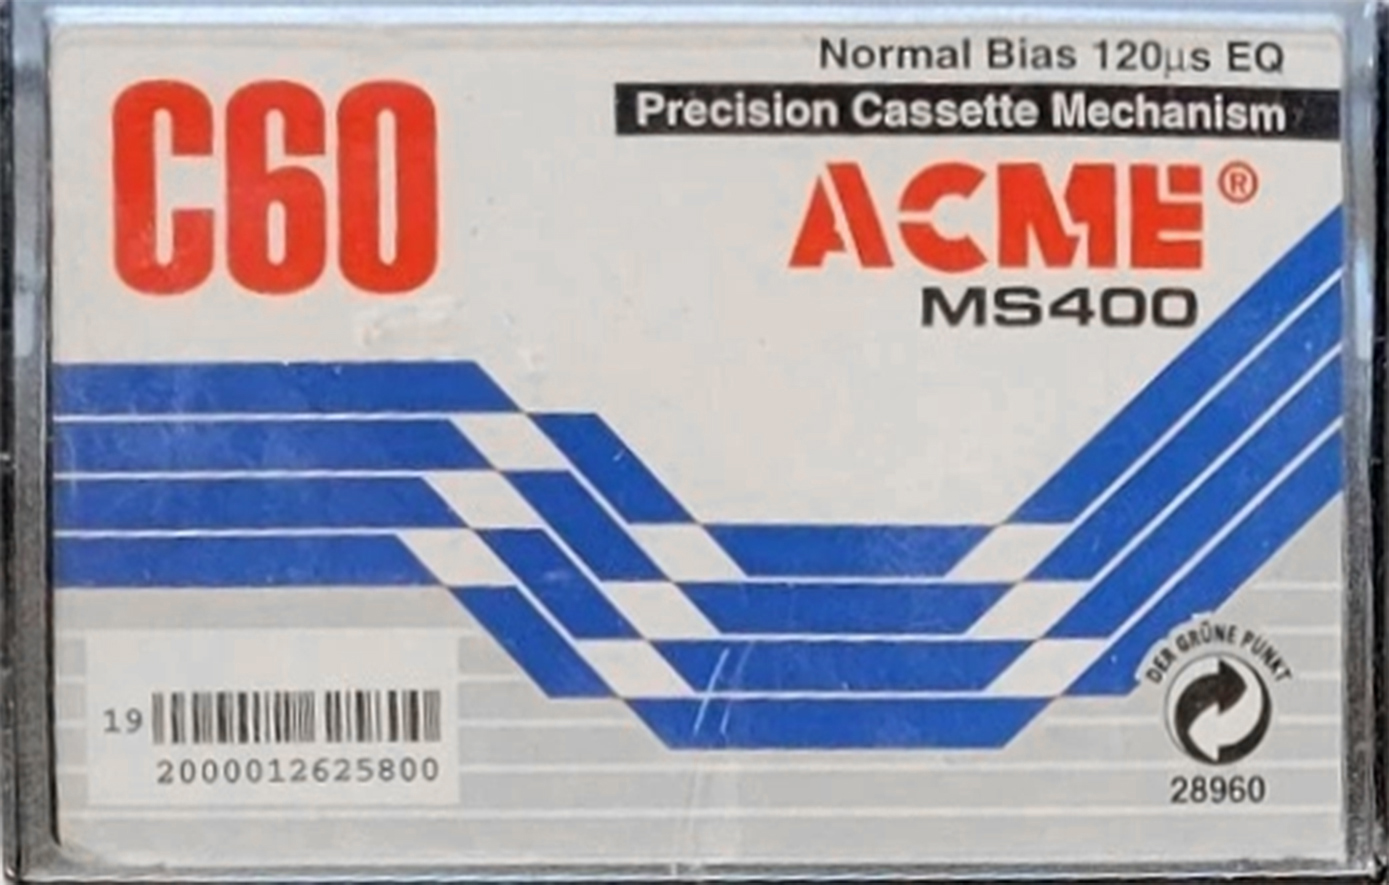 Normal Bias 120µs EQ
Precision Cassette Mechanism
C60
ACME®
MS400
DER GRÜNE PUNKT
28960
19
2000012625800